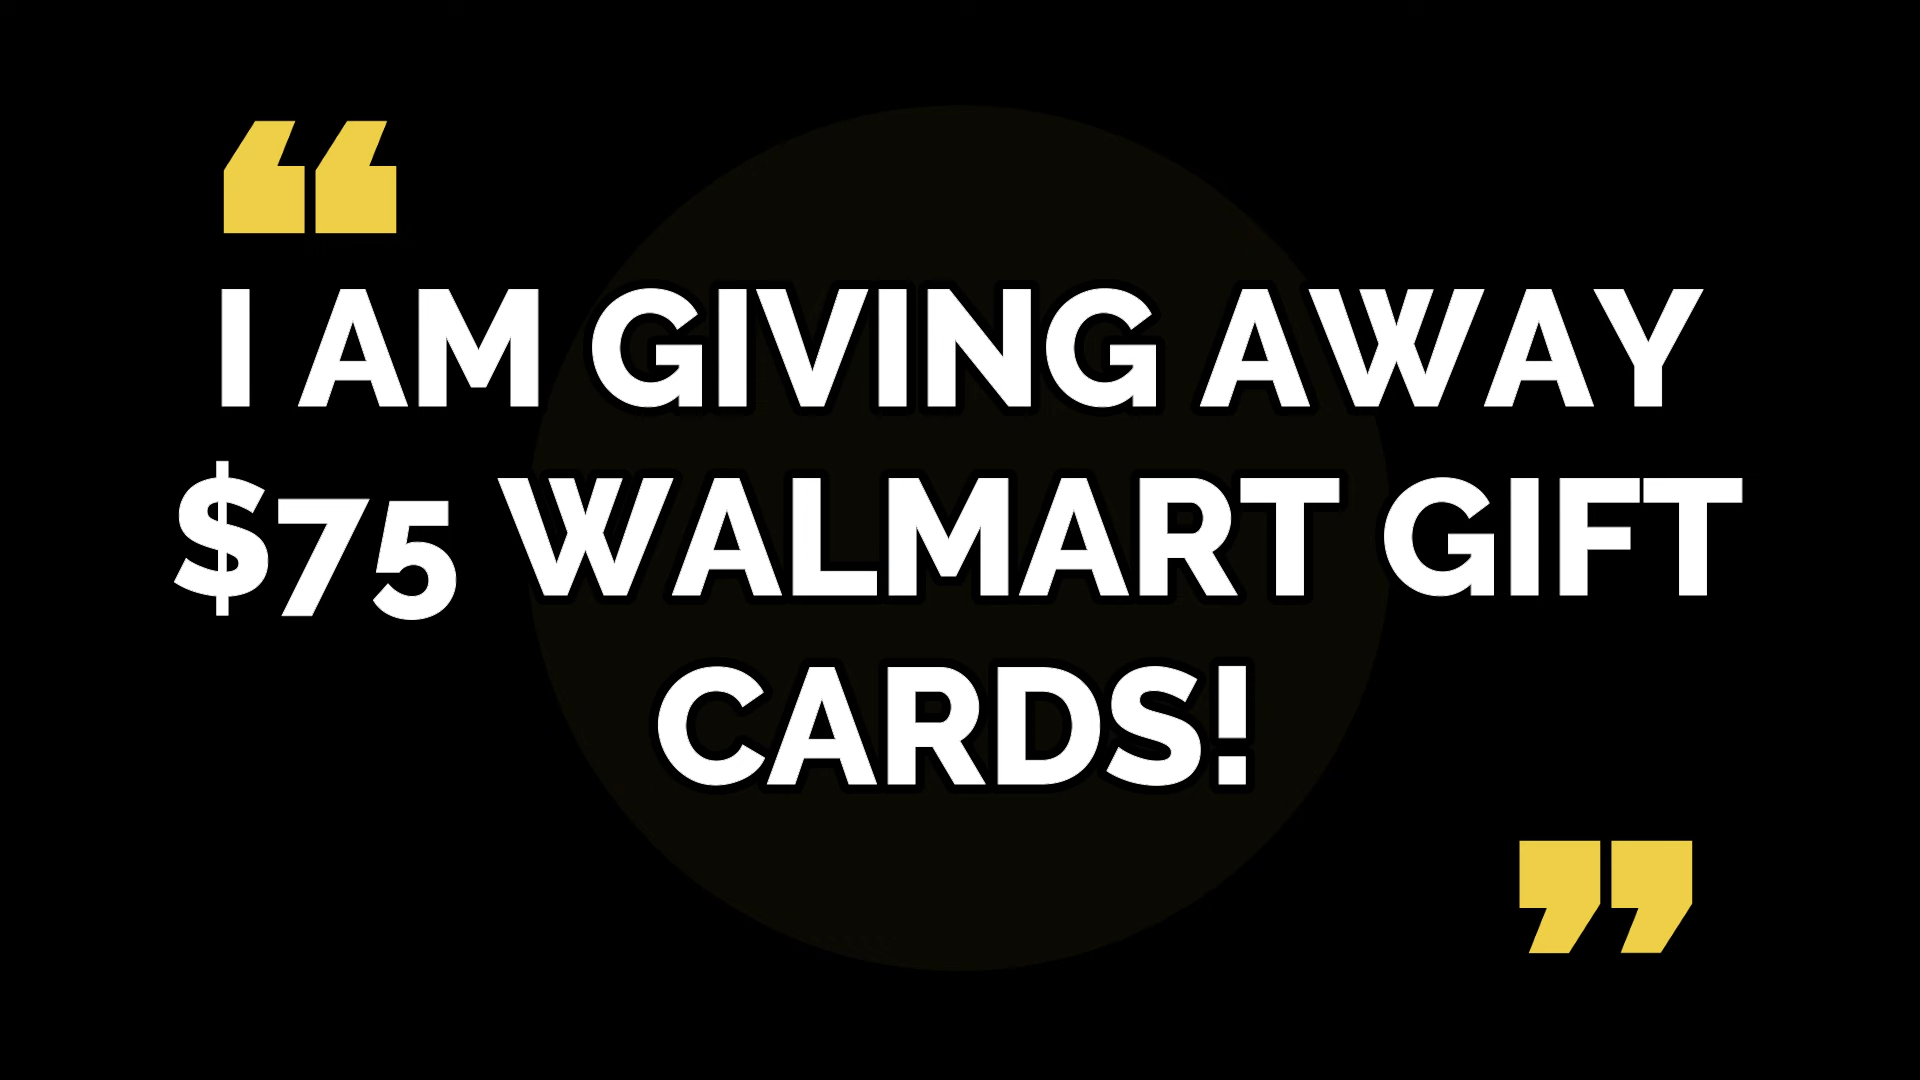 “
I AM GIVING AWAY
$75 WALMART GIFT
CARDS!
”